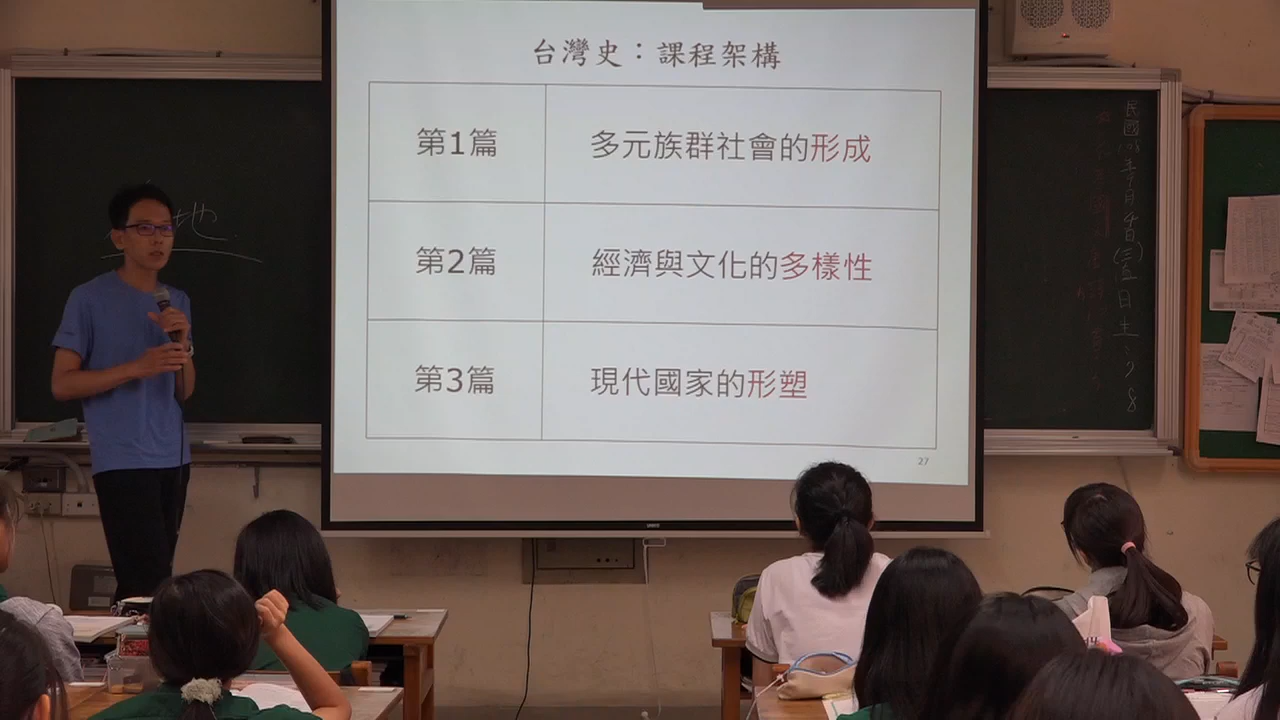 台灣史：課程架構
第1篇 多元族群社會的形成
第2篇 經濟與文化的多樣性
第3篇 現代國家的形塑
27
地